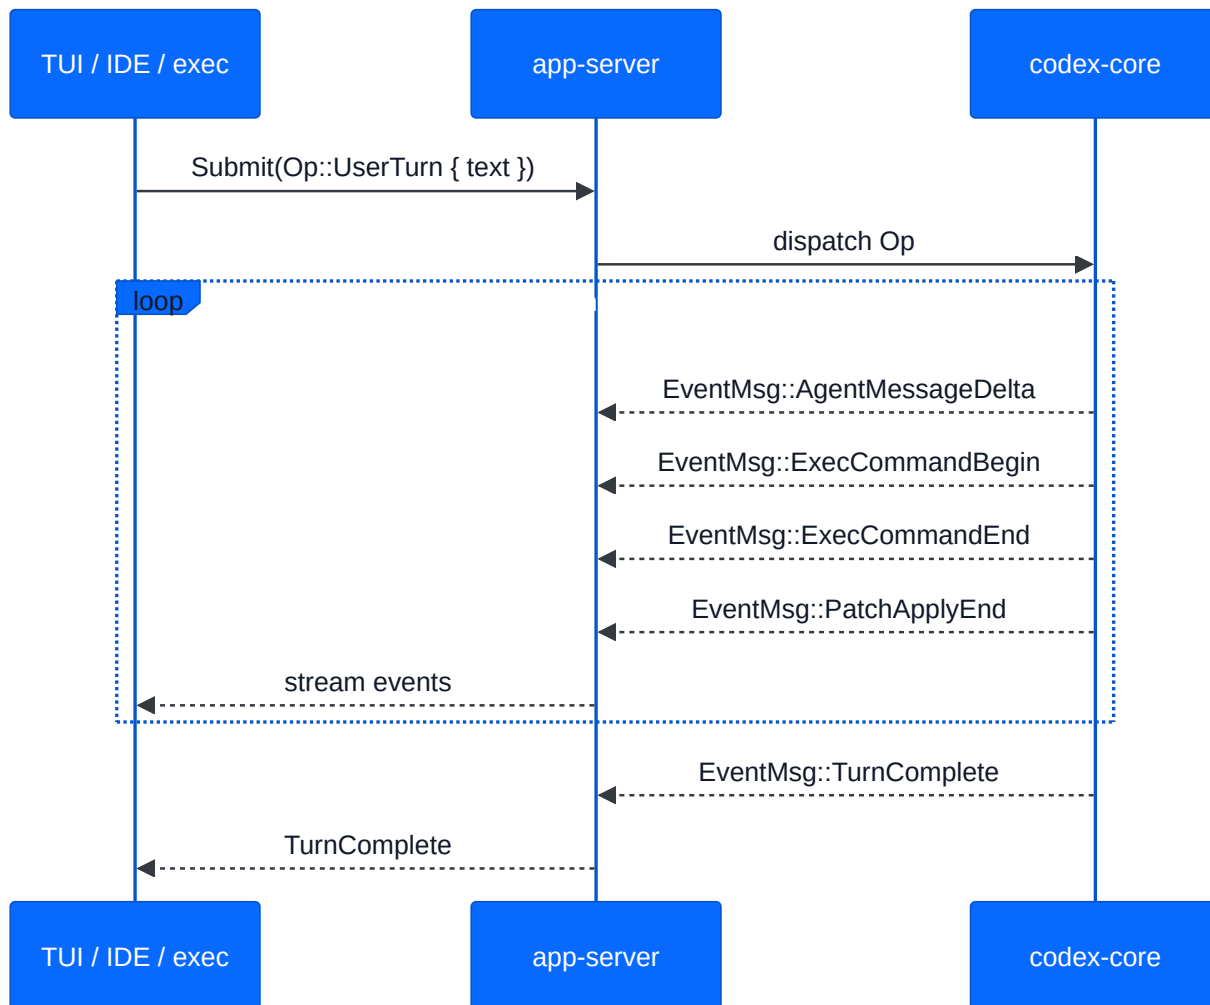 TUI / IDE / exec
app-server
codex-core
Submit(Op::UserTurn { text })
dispatch Op
loop
EventMsg::AgentMessageDelta
EventMsg::ExecCommandBegin
EventMsg::ExecCommandEnd
EventMsg::PatchApplyEnd
stream events
EventMsg::TurnComplete
TurnComplete
TUI / IDE / exec
app-server
codex-core